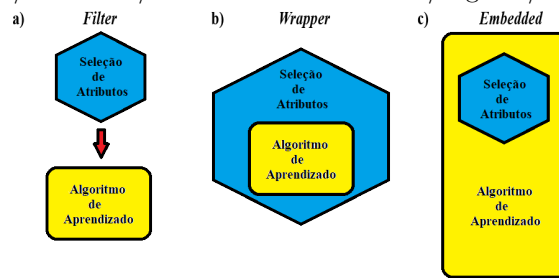 a) Filter
Seleção
de
Atributos
Algoritmo
de
Aprendizado
b) Wrapper
Seleção
de
Atributos
Algoritmo
de
Aprendizado
c) Embedded
Seleção
de
Atributos
Algoritmo
de
Aprendizado